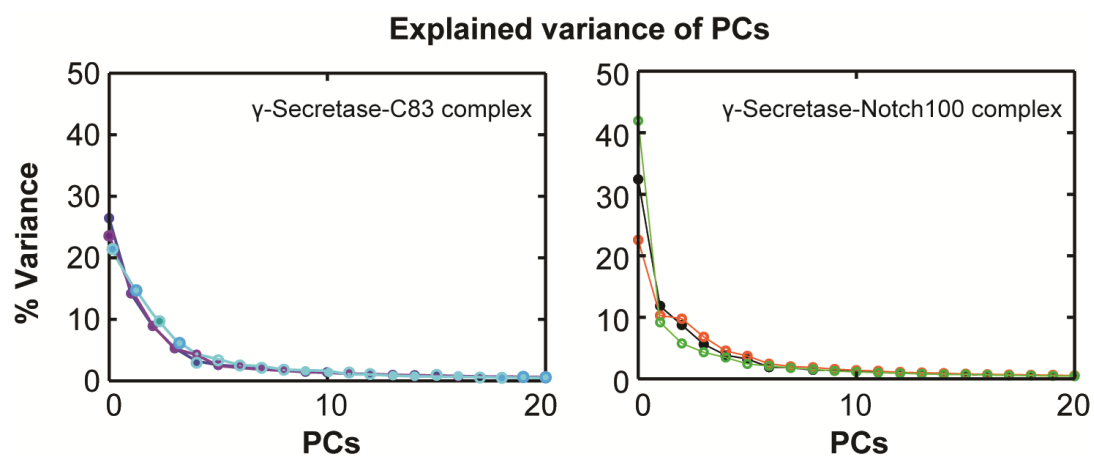 Explained variance of PCs
% Variance
50
40
30
20
10
0
γ-Secretase-C83 complex
0 10 20
PCs
50
40
30
20
10
0
γ-Secretase-Notch100 complex
0 10 20
PCs